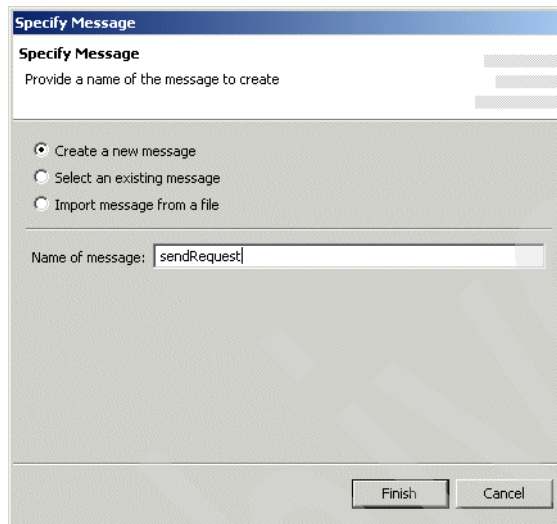 Specify Message
Specify Message
Provide a name of the message to create
Create a new message
Select an existing message
Import message from a file
Name of message: sendRequest
Finish Cancel